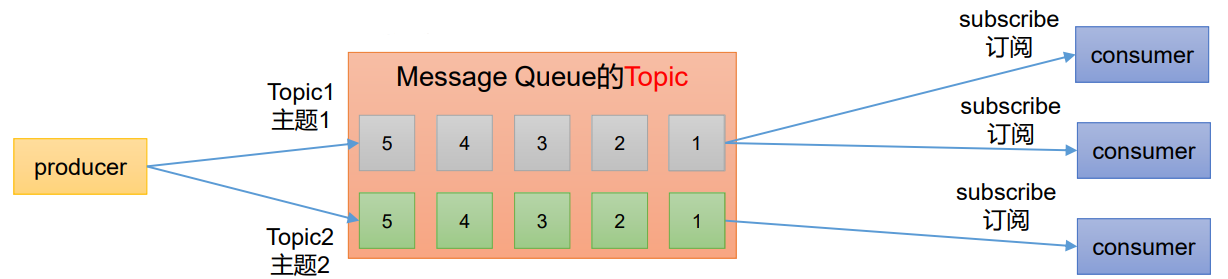 producer
Topic1
主题1
Topic2
主题2
Message Queue的Topic
5 4 3 2 1
5 4 3 2 1
subscribe
订阅
consumer
subscribe
订阅
consumer
subscribe
订阅
consumer